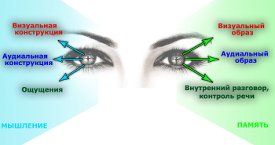 Визуальная
конструкция
Аудиальная
конструкция
Ощущения
МЫШЛЕНИЕ
Визуальный
образ
Аудиальный
образ
Внутренний разговор,
контроль речи
ПАМЯТЬ